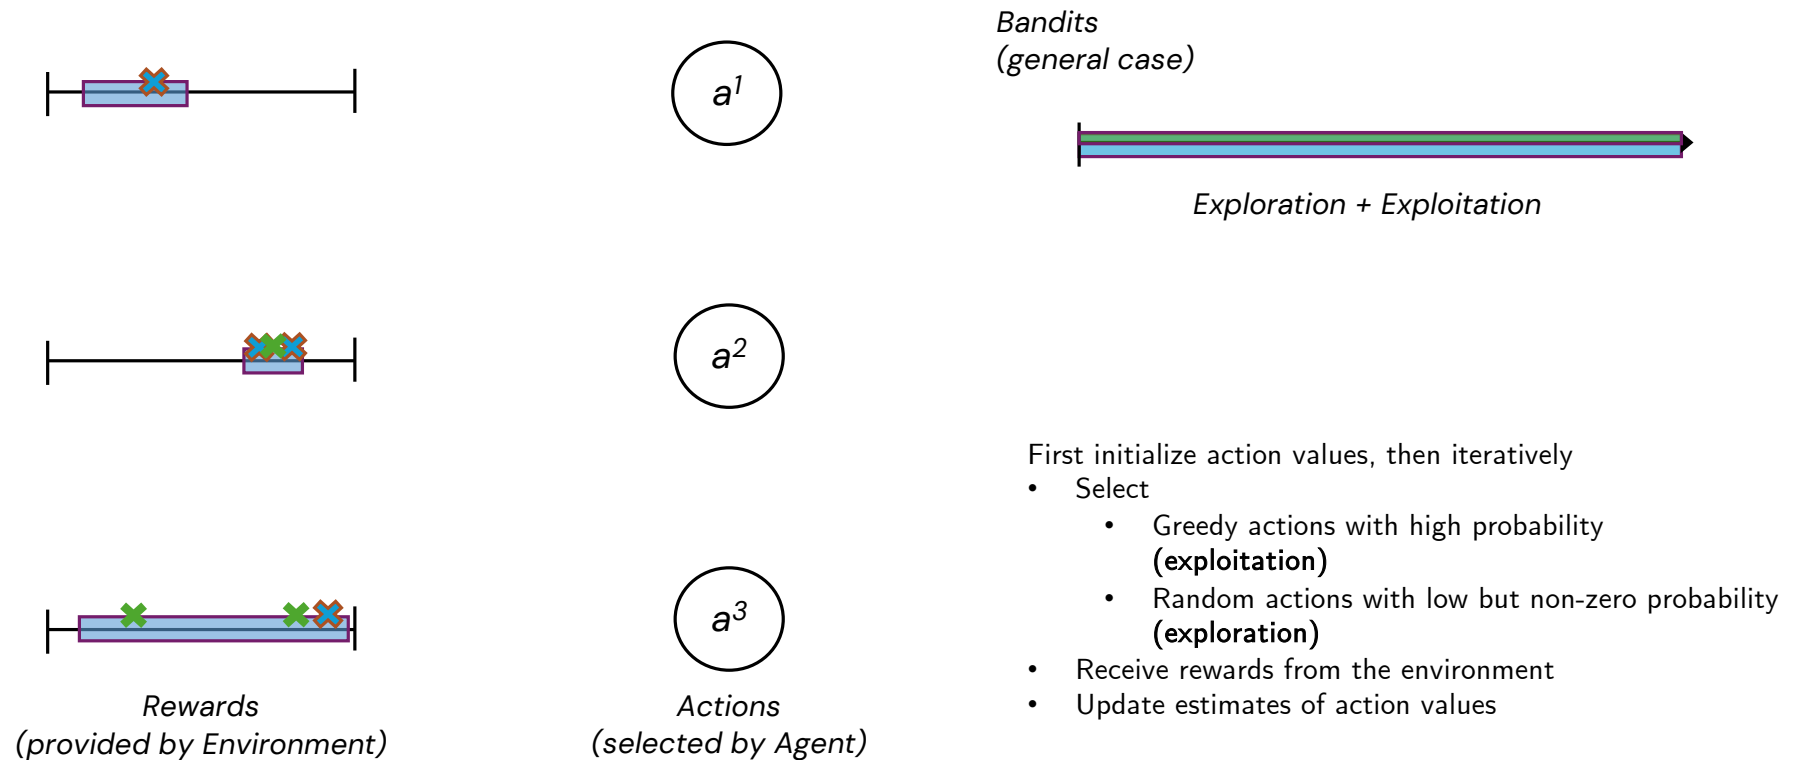 Bandits
(general case)
a¹
Exploration + Exploitation
a²
First initialize action values, then iteratively
• Select
• Greedy actions with high probability
(exploitation)
• Random actions with low but non-zero probability
(exploration)
• Receive rewards from the environment
• Update estimates of action values
a³
Rewards
(provided by Environment)
Actions
(selected by Agent)